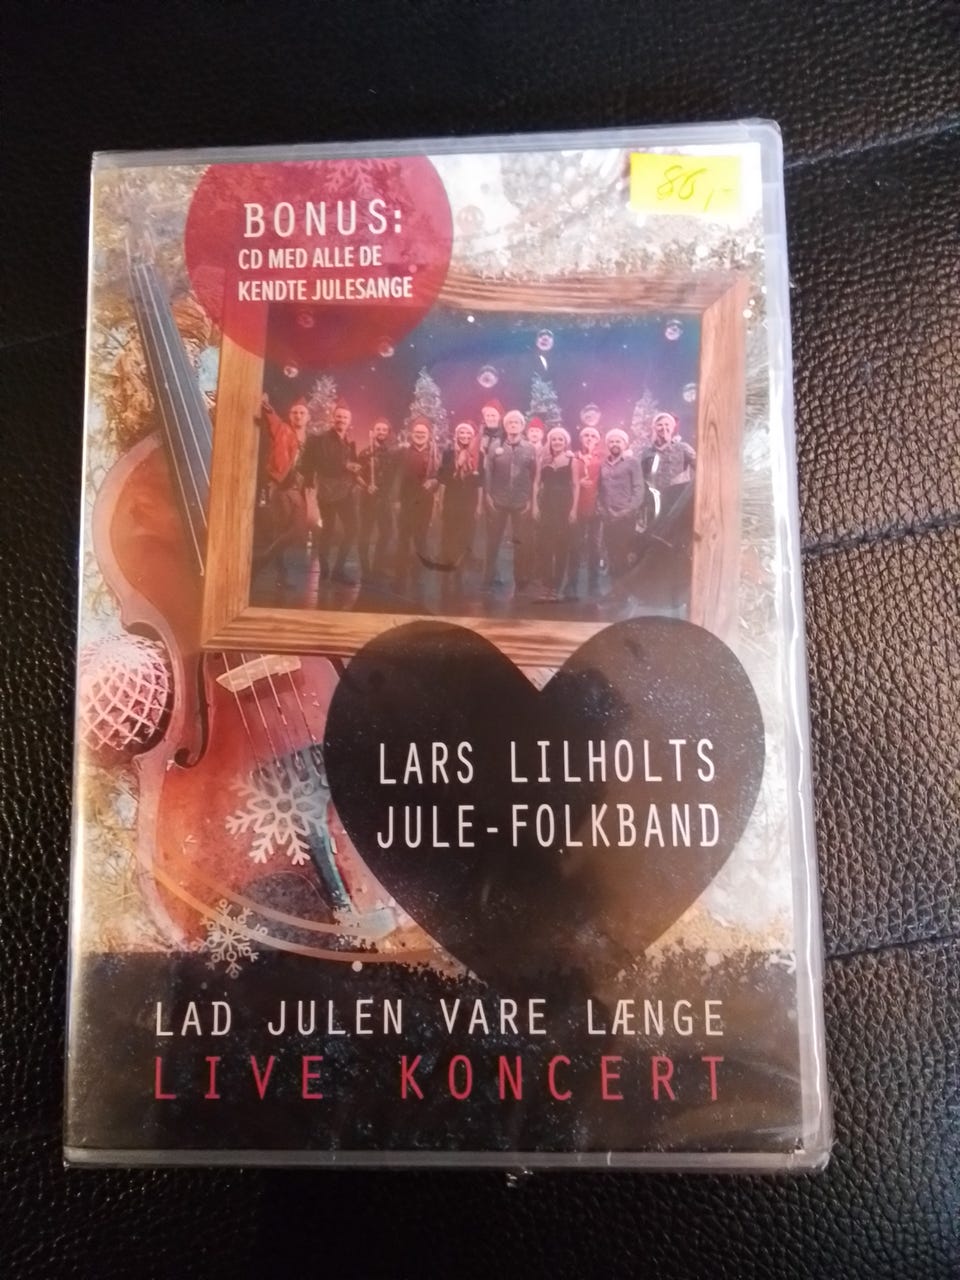 BONUS:
CD MED ALLE DE
KENDTE JULESANGE
86,-
LARS LILHOLTS
JULE-FOLKBAND
LAD JULEN VARE LÆNGE
LIVE KONCERT